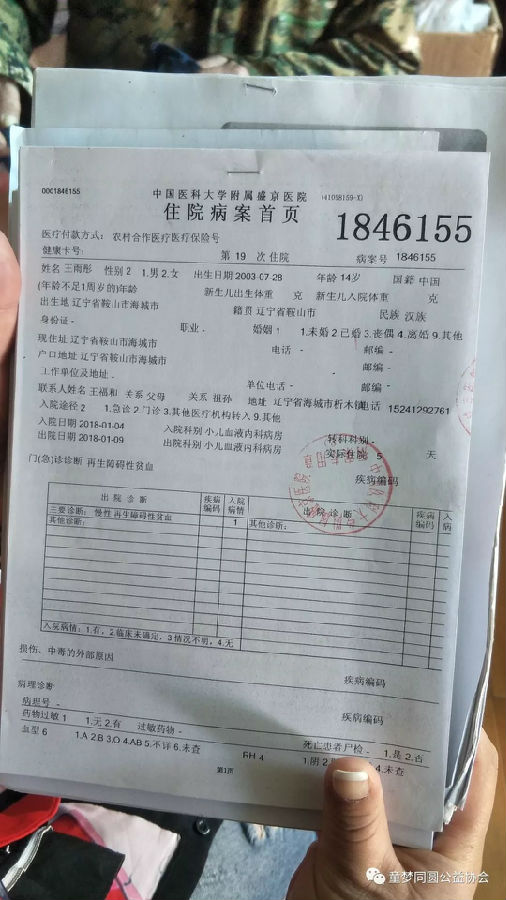 0001846155
中国医科大学附属盛京医院 (41058159-X)
住院病案首页 1846155
医疗付款方式: 农村合作医疗医疗保险号
健康卡号: 第 19 次住院 病案号 1846155
姓名 王雨彤 性别 2 1.男 2.女 出生日期 2003-07-28 年龄 14岁 国籍 中国
(年龄不足1周岁的)年龄 新生儿出生体重 克 新生儿入院体重 克
出生地 辽宁省鞍山市海城市 籍贯 辽宁省鞍山市 民族 汉族
身份证 - 职业 - 婚姻 1 1.未婚 2.已婚 3.丧偶 4.离婚 9.其他
现住址 辽宁省鞍山市海城市 电话 - 邮编 -
户口地址 辽宁省鞍山市海城市 邮编 -
工作单位及地址 - 单位电话 - 邮编 -
联系人姓名 王福和 关系 父母 关系 祖孙 地址 辽宁省海城市析木镇 电话 15241292761
入院途径 2 1.急诊 2.门诊 3.其他医疗机构转入 9.其他
入院日期 2018-01-04 入院科别 小儿血液内科病房 转科科别 -
出院日期 2018-01-09 出院科别 小儿血液内科病房 实际住院 5 天
门(急)诊诊断 再生障碍性贫血 疾病编码
出 院 诊 断 疾病编码 入院病情 出 院 诊 断 疾病编码 入病
主要诊断: 慢性再生障碍性贫血 1 其他诊断:
其他诊断:
入院病情: 1.有, 2.临床未确定, 3.情况不明, 4.无
损伤、中毒的外部原因 疾病编码
病理诊断 疾病编码
病理号 -
药物过敏 1 1.无 2.有 过敏药物 - 死亡患者尸检 - 1.是 2.否
血型 6 1.A 2.B 3.O 4.AB 5.不详 6.未查 RH 4 1.阴 2. 4.未查
第1页
童梦同圆公益协会